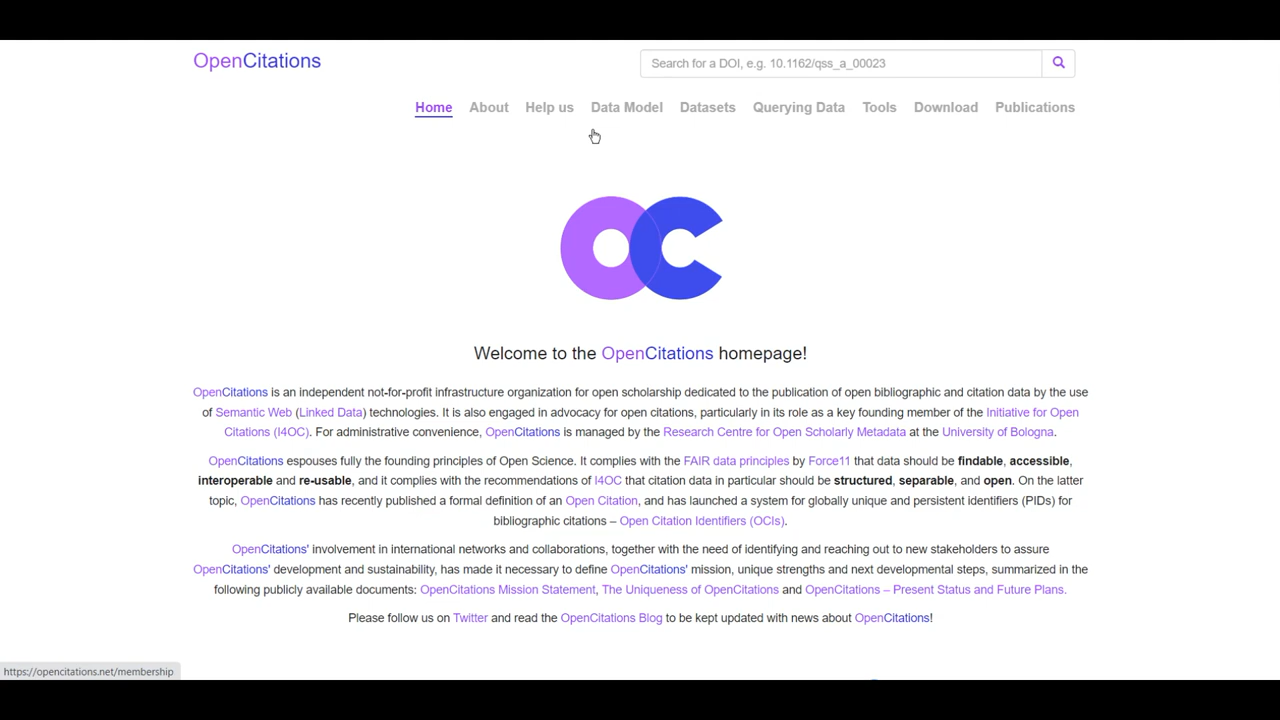 OpenCitations
Search for a DOI, e.g. 10.1162/qss_a_00023
Home About Help us Data Model Datasets Querying Data Tools Download Publications
OC
Welcome to the OpenCitations homepage!
OpenCitations is an independent not-for-profit infrastructure organization for open scholarship dedicated to the publication of open bibliographic and citation data by the use
of Semantic Web (Linked Data) technologies. It is also engaged in advocacy for open citations, particularly in its role as a key founding member of the Initiative for Open
Citations (I4OC). For administrative convenience, OpenCitations is managed by the Research Centre for Open Scholarly Metadata at the University of Bologna.
OpenCitations espouses fully the founding principles of Open Science. It complies with the FAIR data principles by Force11 that data should be findable, accessible,
interoperable and re-usable, and it complies with the recommendations of I4OC that citation data in particular should be structured, separable, and open. On the latter
topic, OpenCitations has recently published a formal definition of an Open Citation, and has launched a system for globally unique and persistent identifiers (PIDs) for
bibliographic citations – Open Citation Identifiers (OCIs).
OpenCitations' involvement in international networks and collaborations, together with the need of identifying and reaching out to new stakeholders to assure
OpenCitations' development and sustainability, has made it necessary to define OpenCitations' mission, unique strengths and next developmental steps, summarized in the
following publicly available documents: OpenCitations Mission Statement, The Uniqueness of OpenCitations and OpenCitations – Present Status and Future Plans.
Please follow us on Twitter and read the OpenCitations Blog to be kept updated with news about OpenCitations!
https://opencitations.net/membership